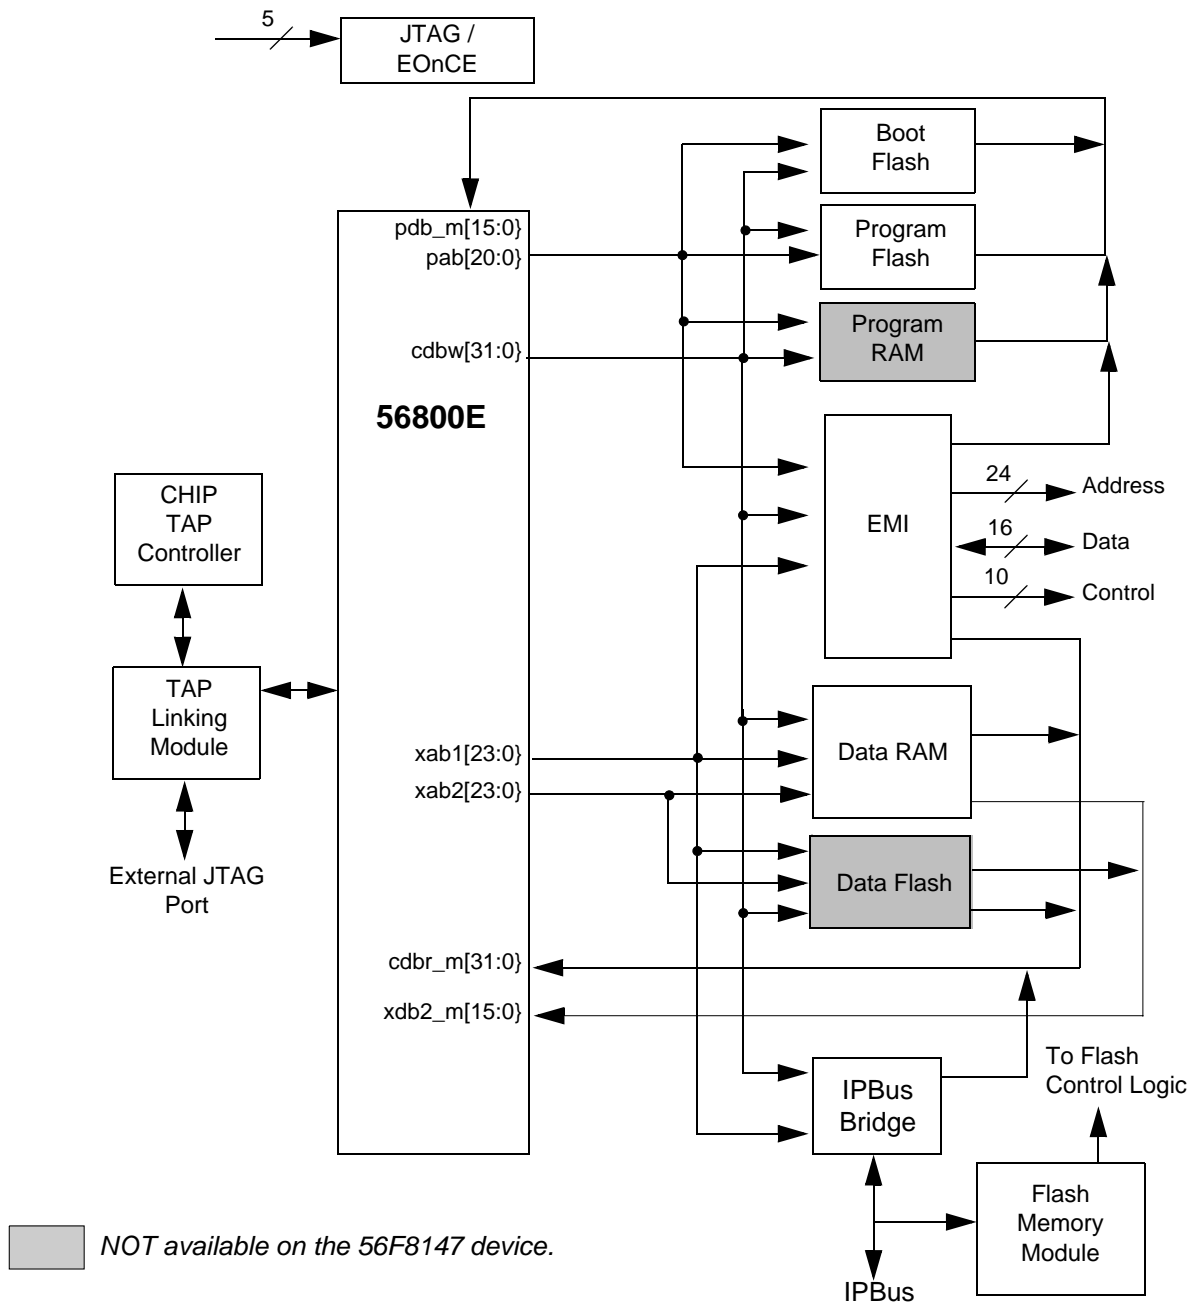 5
JTAG /
EOnCE
Boot
Flash
pdb_m[15:0}
pab[20:0}
Program
Flash
cdbw[31:0}
Program
RAM
56800E
CHIP
TAP
Controller
EMI
24
Address
16
Data
10
Control
TAP
Linking
Module
xab1[23:0}
xab2[23:0}
Data RAM
External JTAG
Port
Data Flash
cdbr_m[31:0}
xdb2_m[15:0}
To Flash
Control Logic
IPBus
Bridge
Flash
Memory
Module
NOT available on the 56F8147 device.
IPBus